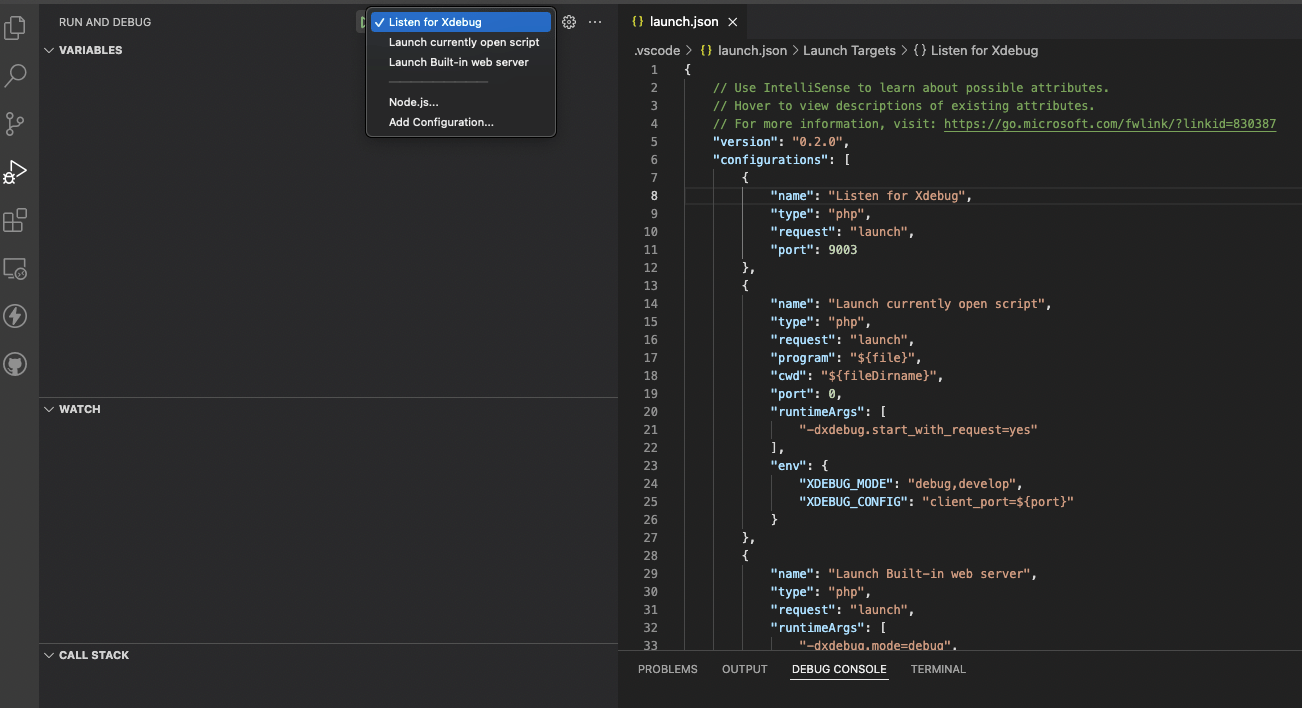 RUN AND DEBUG
✓ Listen for Xdebug
Launch currently open script
Launch Built-in web server
Node.js...
Add Configuration...
VARIABLES
WATCH
CALL STACK
{} launch.json ×
.vscode > {} launch.json > Launch Targets > {} Listen for Xdebug
1 {
2 // Use IntelliSense to learn about possible attributes.
3 // Hover to view descriptions of existing attributes.
4 // For more information, visit: https://go.microsoft.com/fwlink/?linkid=830387
5 "version": "0.2.0",
6 "configurations": [
7 {
8 "name": "Listen for Xdebug",
9 "type": "php",
10 "request": "launch",
11 "port": 9003
12 },
13 {
14 "name": "Launch currently open script",
15 "type": "php",
16 "request": "launch",
17 "program": "${file}",
18 "cwd": "${fileDirname}",
19 "port": 0,
20 "runtimeArgs": [
21 "-dxdebug.start_with_request=yes"
22 ],
23 "env": {
24 "XDEBUG_MODE": "debug,develop",
25 "XDEBUG_CONFIG": "client_port=${port}"
26 }
27 },
28 {
29 "name": "Launch Built-in web server",
30 "type": "php",
31 "request": "launch",
32 "runtimeArgs": [
33 "-dxdebug.mode=debug",
PROBLEMS OUTPUT DEBUG CONSOLE TERMINAL